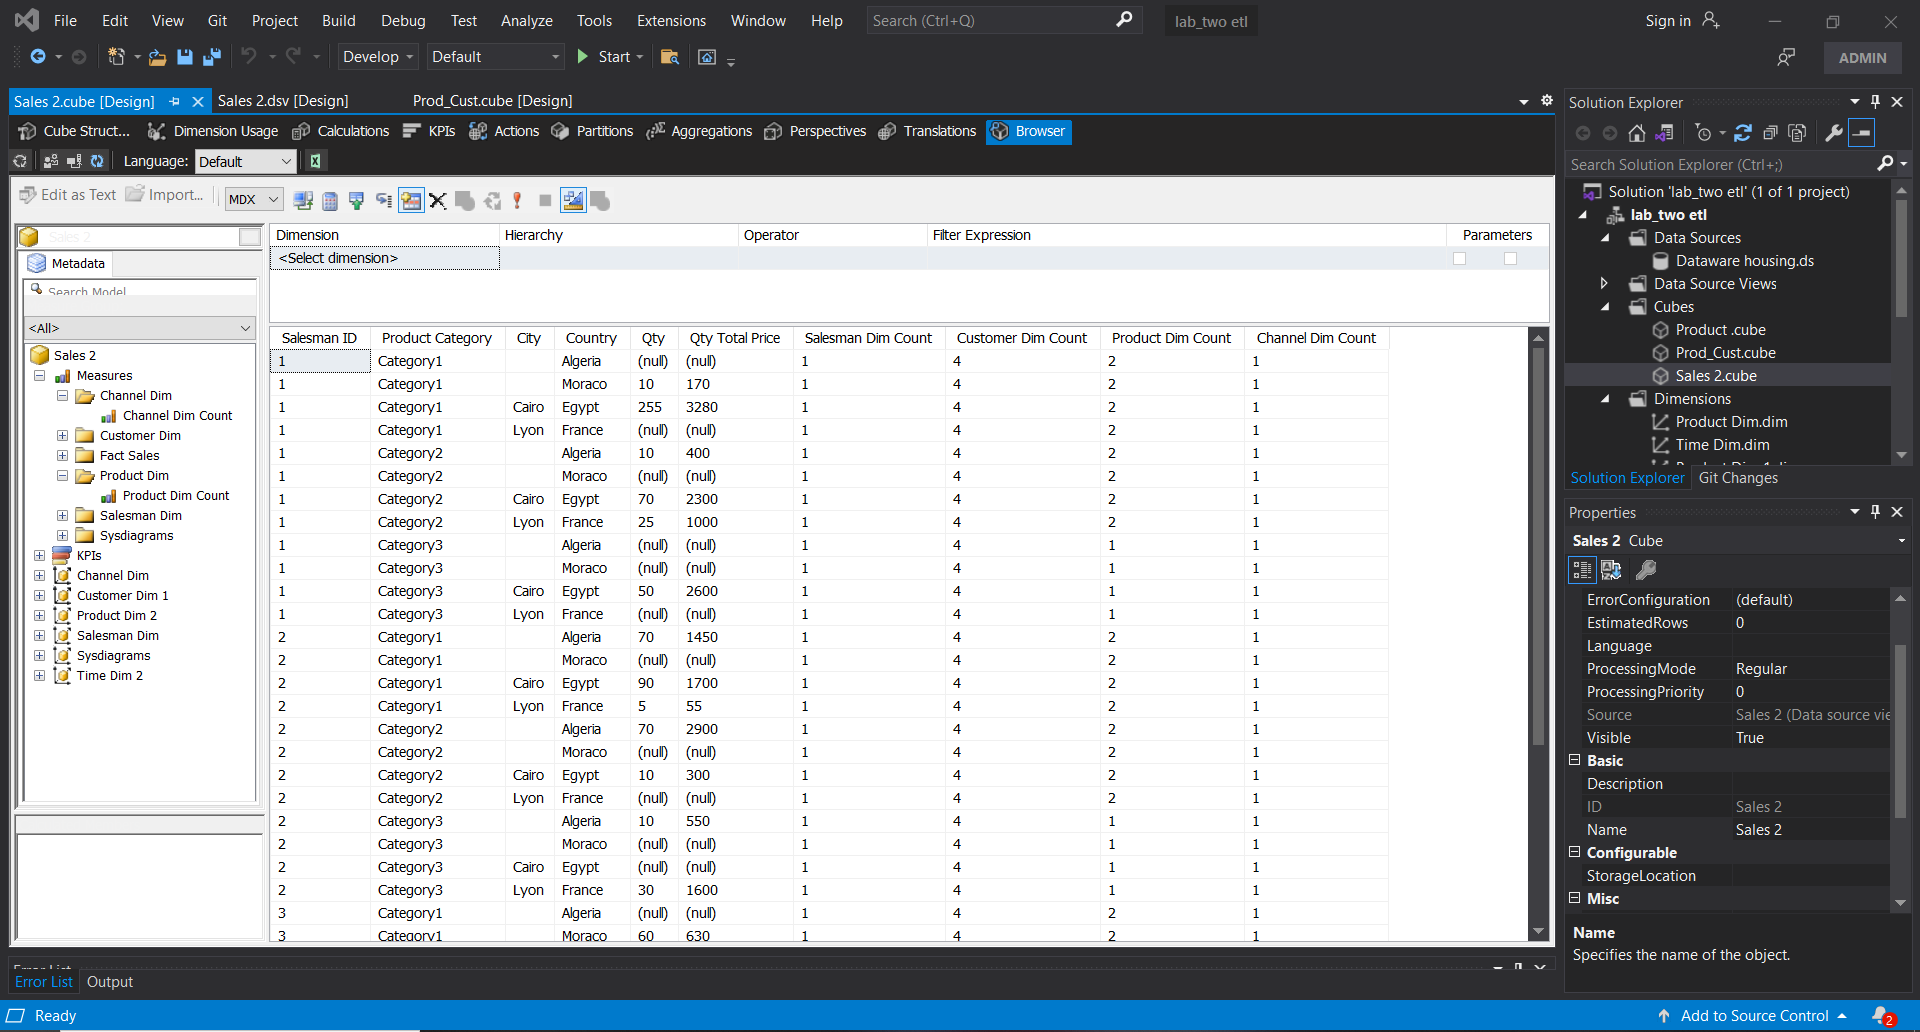 File Edit View Git Project Build Debug Test Analyze Tools Extensions Window Help Search (Ctrl+Q) lab_two etl Sign in
Develop Default Start ADMIN
Sales 2.cube [Design] Sales 2.dsv [Design] Prod_Cust.cube [Design]
Cube Struct... Dimension Usage Calculations KPIs Actions Partitions Aggregations Perspectives Translations Browser
Language: Default
Edit as Text Import... MDX
Sales 2
Metadata
Search Model
<All>
Sales 2
Measures
Channel Dim
Channel Dim Count
Customer Dim
Fact Sales
Product Dim
Product Dim Count
Salesman Dim
Sysdiagrams
KPIs
Channel Dim
Customer Dim 1
Product Dim 2
Salesman Dim
Sysdiagrams
Time Dim 2
Dimension Hierarchy Operator Filter Expression Parameters
<Select dimension>
Salesman ID Product Category City Country Qty Qty Total Price Salesman Dim Count Customer Dim Count Product Dim Count Channel Dim Count
1 Category1 Algeria (null) (null) 1 4 2 1
1 Category1 Moraco 10 170 1 4 2 1
1 Category1 Cairo Egypt 255 3280 1 4 2 1
1 Category1 Lyon France (null) (null) 1 4 2 1
1 Category2 Algeria 10 400 1 4 2 1
1 Category2 Moraco (null) (null) 1 4 2 1
1 Category2 Cairo Egypt 70 2300 1 4 2 1
1 Category2 Lyon France 25 1000 1 4 2 1
1 Category3 Algeria (null) (null) 1 4 1 1
1 Category3 Moraco (null) (null) 1 4 1 1
1 Category3 Cairo Egypt 50 2600 1 4 1 1
1 Category3 Lyon France (null) (null) 1 4 1 1
2 Category1 Algeria 70 1450 1 4 2 1
2 Category1 Moraco (null) (null) 1 4 2 1
2 Category1 Cairo Egypt 90 1700 1 4 2 1
2 Category1 Lyon France 5 55 1 4 2 1
2 Category2 Algeria 70 2900 1 4 2 1
2 Category2 Moraco (null) (null) 1 4 2 1
2 Category2 Cairo Egypt 10 300 1 4 2 1
2 Category2 Lyon France (null) (null) 1 4 2 1
2 Category3 Algeria 10 550 1 4 1 1
2 Category3 Moraco (null) (null) 1 4 1 1
2 Category3 Cairo Egypt (null) (null) 1 4 1 1
2 Category3 Lyon France 30 1600 1 4 1 1
3 Category1 Algeria (null) (null) 1 4 2 1
3 Category1 Moraco 60 630 1 4 2 1
Solution Explorer
Search Solution Explorer (Ctrl+;)
Solution 'lab_two etl' (1 of 1 project)
lab_two etl
Data Sources
Dataware housing.ds
Data Source Views
Cubes
Product .cube
Prod_Cust.cube
Sales 2.cube
Dimensions
Product Dim.dim
Time Dim.dim
Solution Explorer Git Changes
Properties
Sales 2 Cube
ErrorConfiguration (default)
EstimatedRows 0
Language
ProcessingMode Regular
ProcessingPriority 0
Source Sales 2 (Data source vie
Visible True
Basic
Description
ID Sales 2
Name Sales 2
Configurable
StorageLocation
Misc
Name
Specifies the name of the object.
Error List
Error List Output
Ready Add to Source Control 2